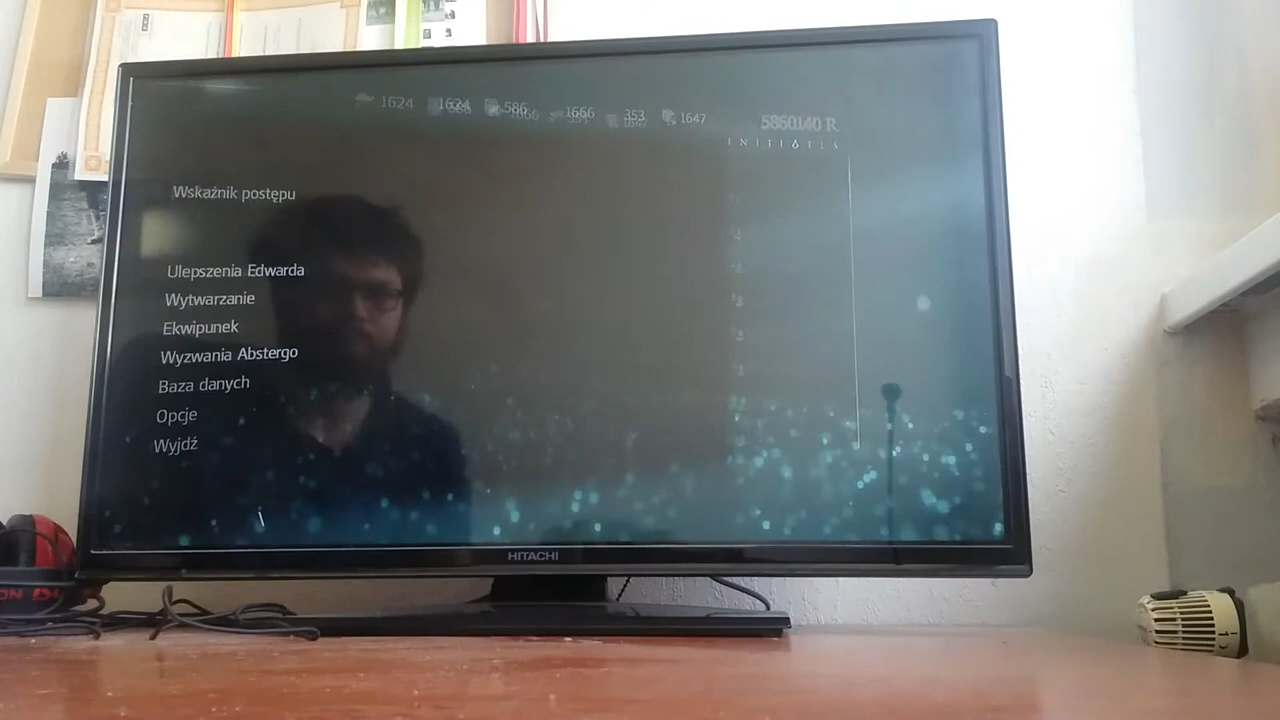 1624 1624 586 1666 353 1647
5860140 R
INITIATES
Wskaźnik postępu
Ulepszenia Edwarda
Wytwarzanie
Ekwipunek
Wyzwania Abstergo
Baza danych
Opcje
Wyjdź
HITACHI